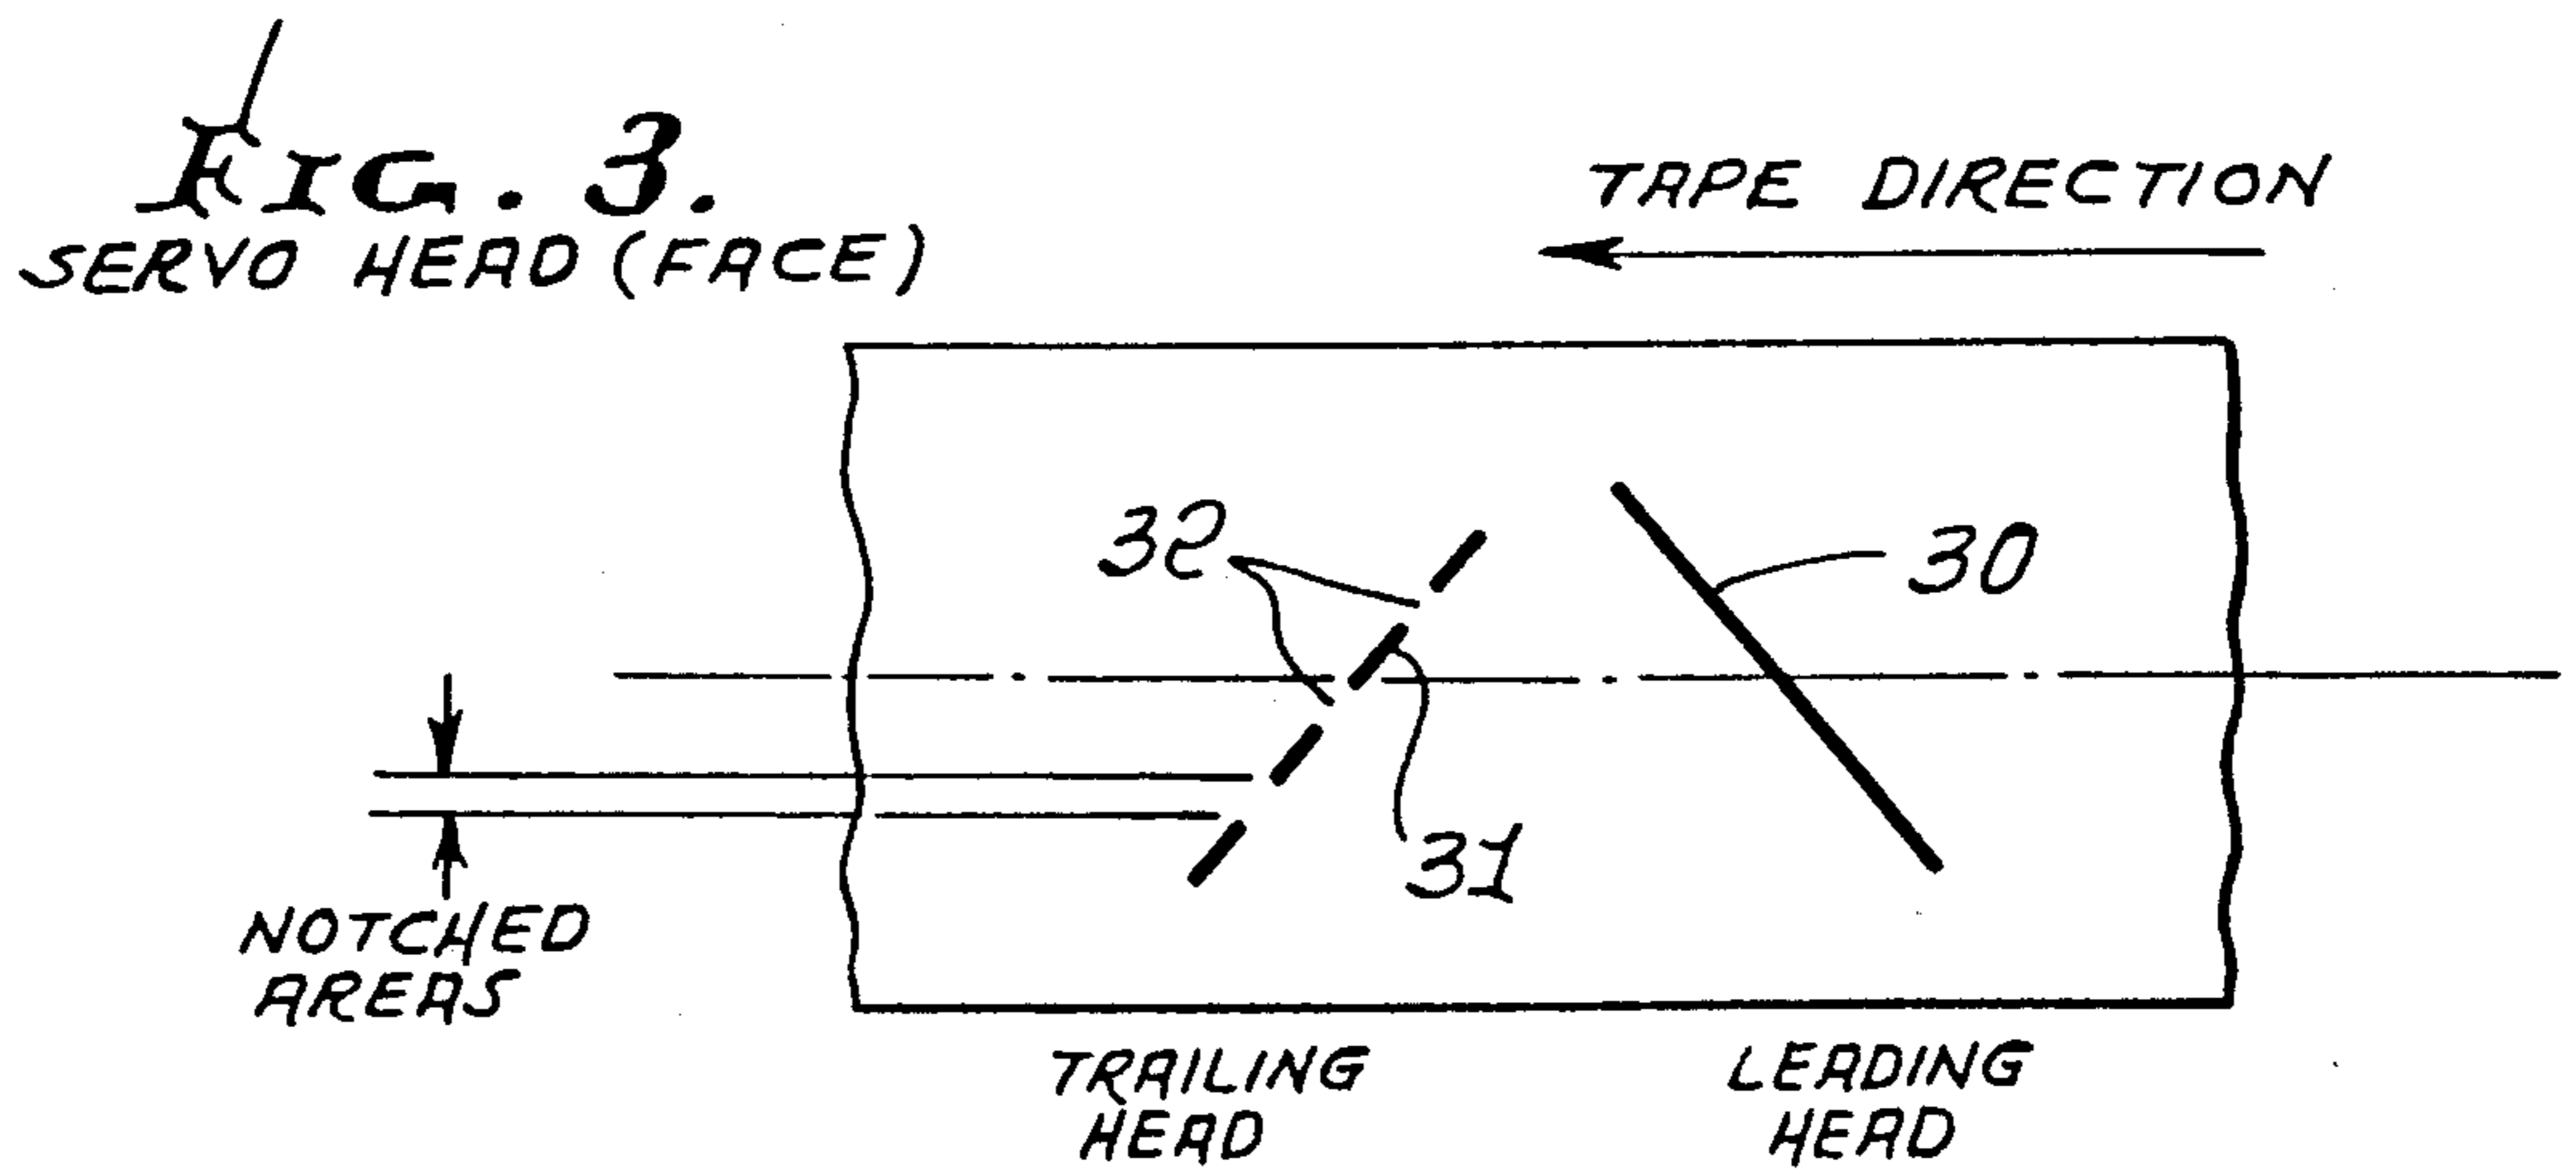 FIG. 3.
SERVO HEAD (FACE)
TAPE DIRECTION
32
30
31
NOTCHED
AREAS
TRAILING
HEAD
LEADING
HEAD